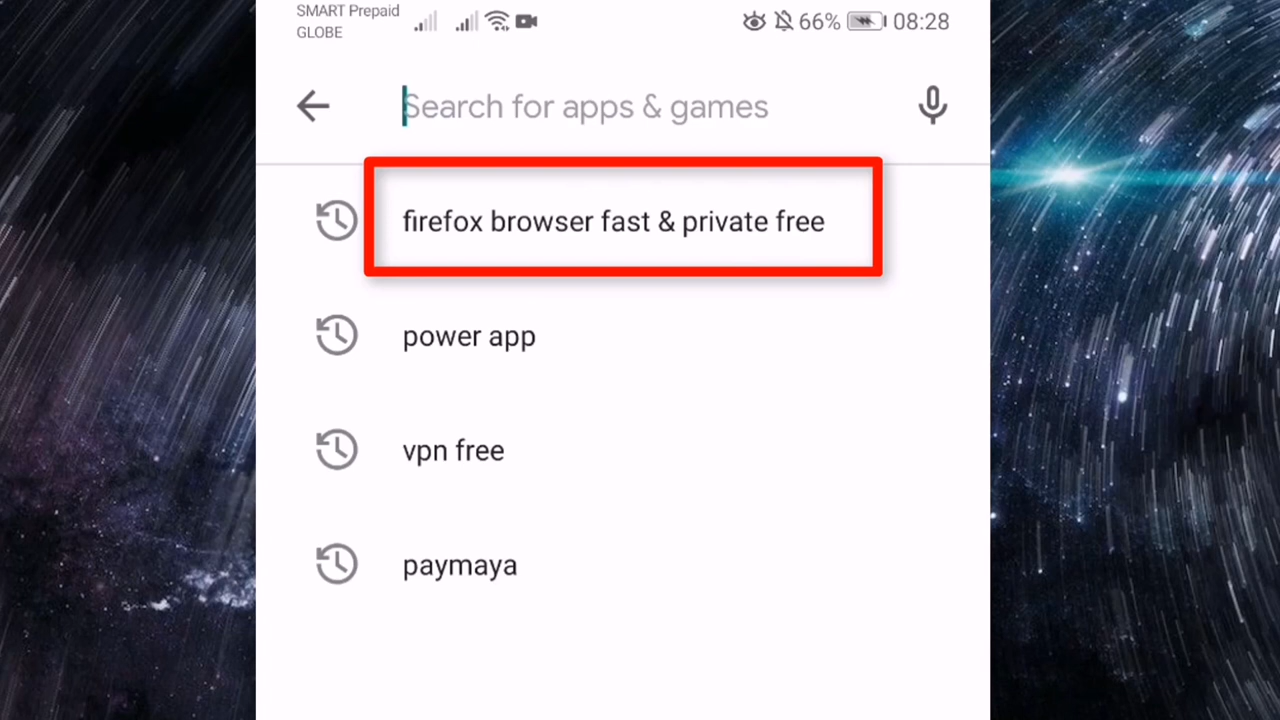 SMART Prepaid
GLOBE
66% 08:28
Search for apps & games
firefox browser fast & private free
power app
vpn free
paymaya